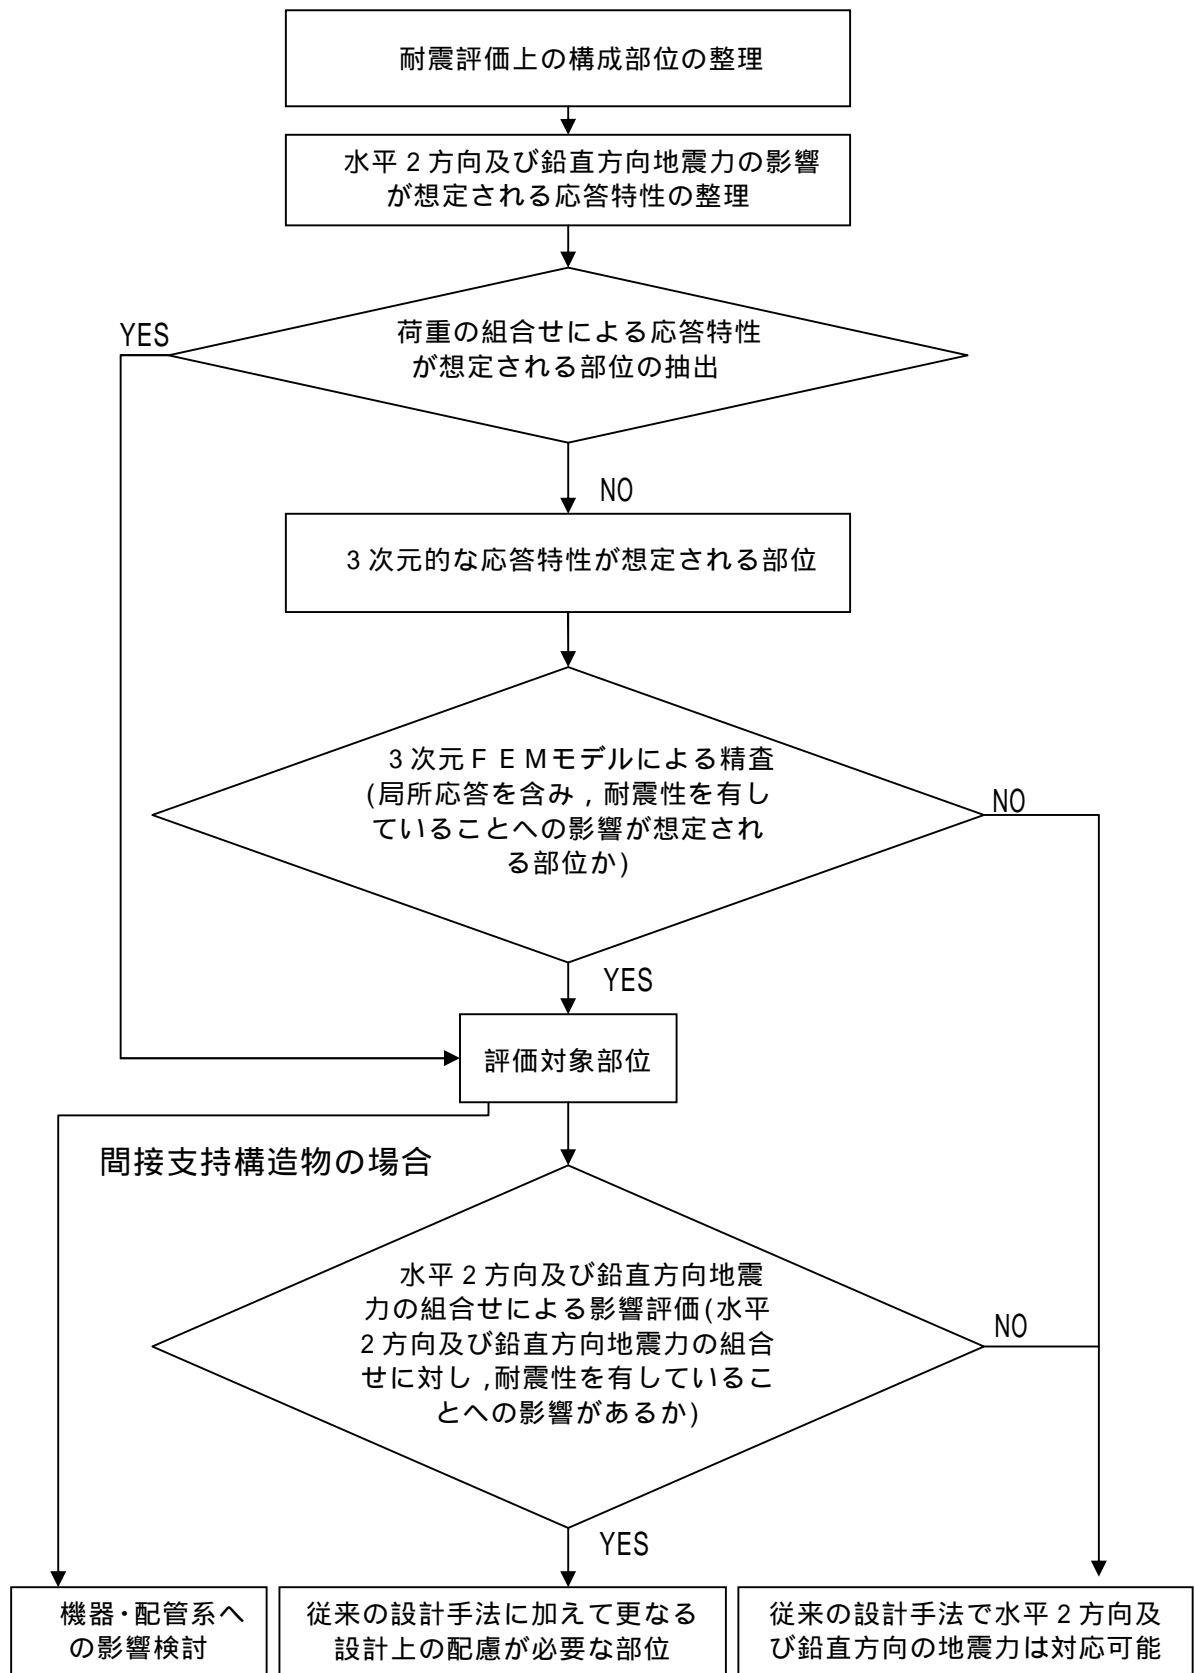 耐震評価上の構成部位の整理
水平２方向及び鉛直方向地震力の影響
が想定される応答特性の整理
荷重の組合せによる応答特性
が想定される部位の抽出
YES
NO
３次元的な応答特性が想定される部位
３次元ＦＥＭモデルによる精査
(局所応答を含み，耐震性を有し
ていることへの影響が想定され
る部位か)
NO
YES
評価対象部位
間接支持構造物の場合
水平２方向及び鉛直方向地震
力の組合せによる影響評価(水平
２方向及び鉛直方向地震力の組合
せに対し，耐震性を有しているこ
とへの影響があるか)
NO
YES
機器･配管系へ
の影響検討
従来の設計手法に加えて更なる
設計上の配慮が必要な部位
従来の設計手法で水平２方向及
び鉛直方向の地震力は対応可能